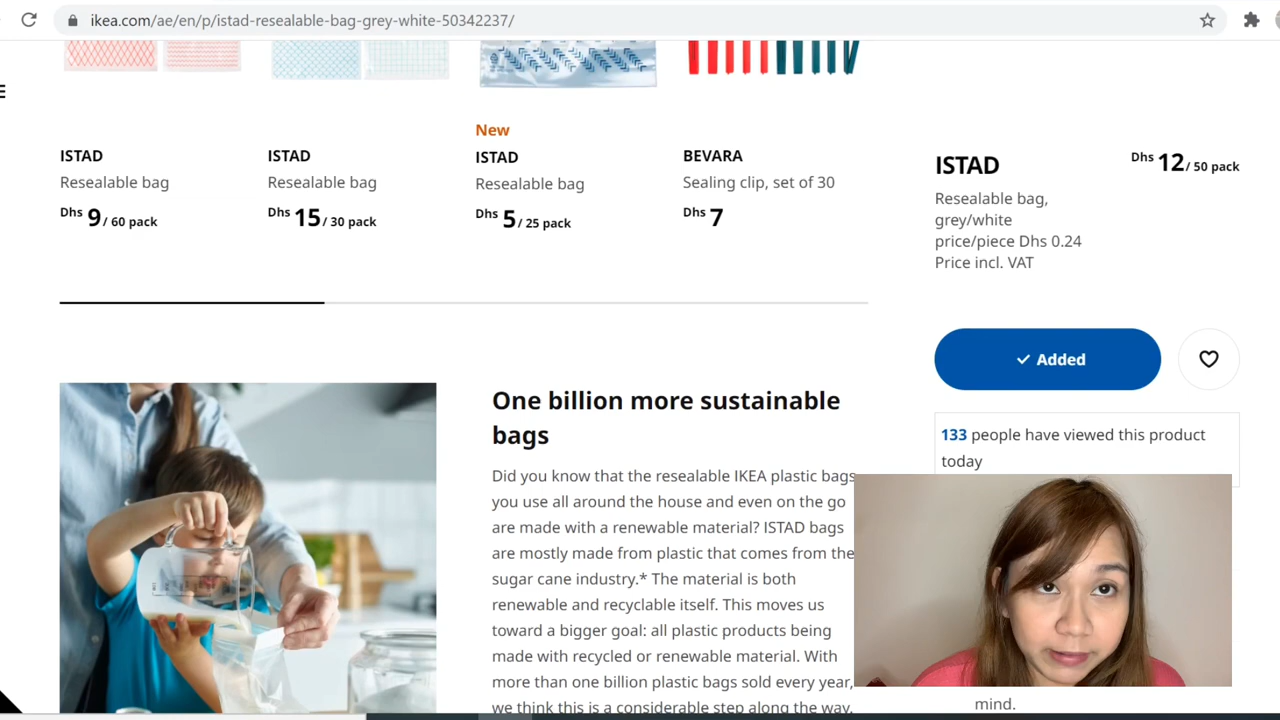 ikea.com/ae/en/p/istad-resealable-bag-grey-white-50342237/
ISTAD
Resealable bag
Dhs 9/ 60 pack
ISTAD
Resealable bag
Dhs 15/ 30 pack
New
ISTAD
Resealable bag
Dhs 5/ 25 pack
BEVARA
Sealing clip, set of 30
Dhs 7
ISTAD
Dhs 12/ 50 pack
Resealable bag,
grey/white
price/piece Dhs 0.24
Price incl. VAT
Added
133 people have viewed this product
today
One billion more sustainable
bags
Did you know that the resealable IKEA plastic bags
you use all around the house and even on the go
are made with a renewable material? ISTAD bags
are mostly made from plastic that comes from the
sugar cane industry.* The material is both
renewable and recyclable itself. This moves us
toward a bigger goal: all plastic products being
made with recycled or renewable material. With
more than one billion plastic bags sold every year,
we think this is a considerable step along the way.
mind.